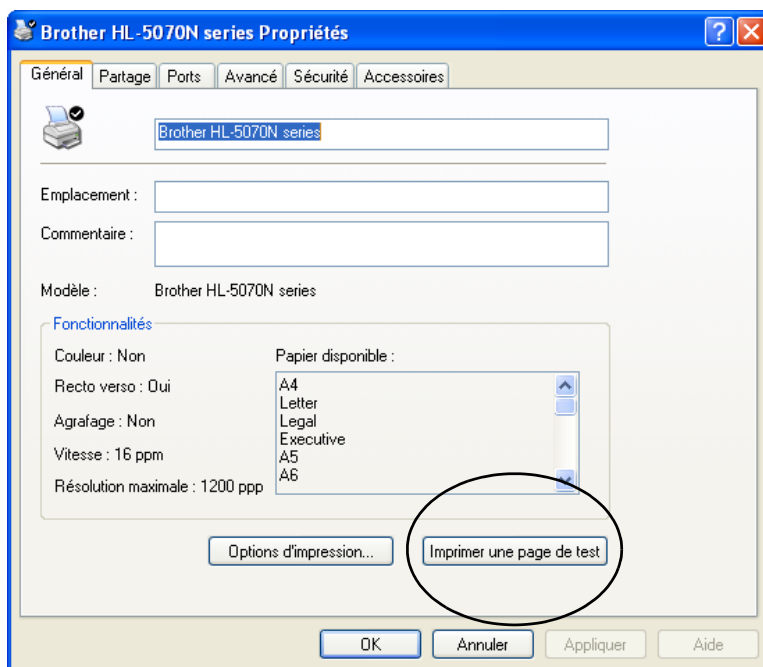 Brother HL-5070N series Propriétés
Général Partage Ports Avancé Sécurité Accessoires
Brother HL-5070N series
Emplacement :
Commentaire :
Modèle : Brother HL-5070N series
Fonctionnalités
Couleur : Non
Recto verso : Oui
Agrafage : Non
Vitesse : 16 ppm
Résolution maximale : 1200 ppp
Papier disponible :
A4
Letter
Legal
Executive
A5
A6
Options d'impression... Imprimer une page de test
OK Annuler Appliquer Aide